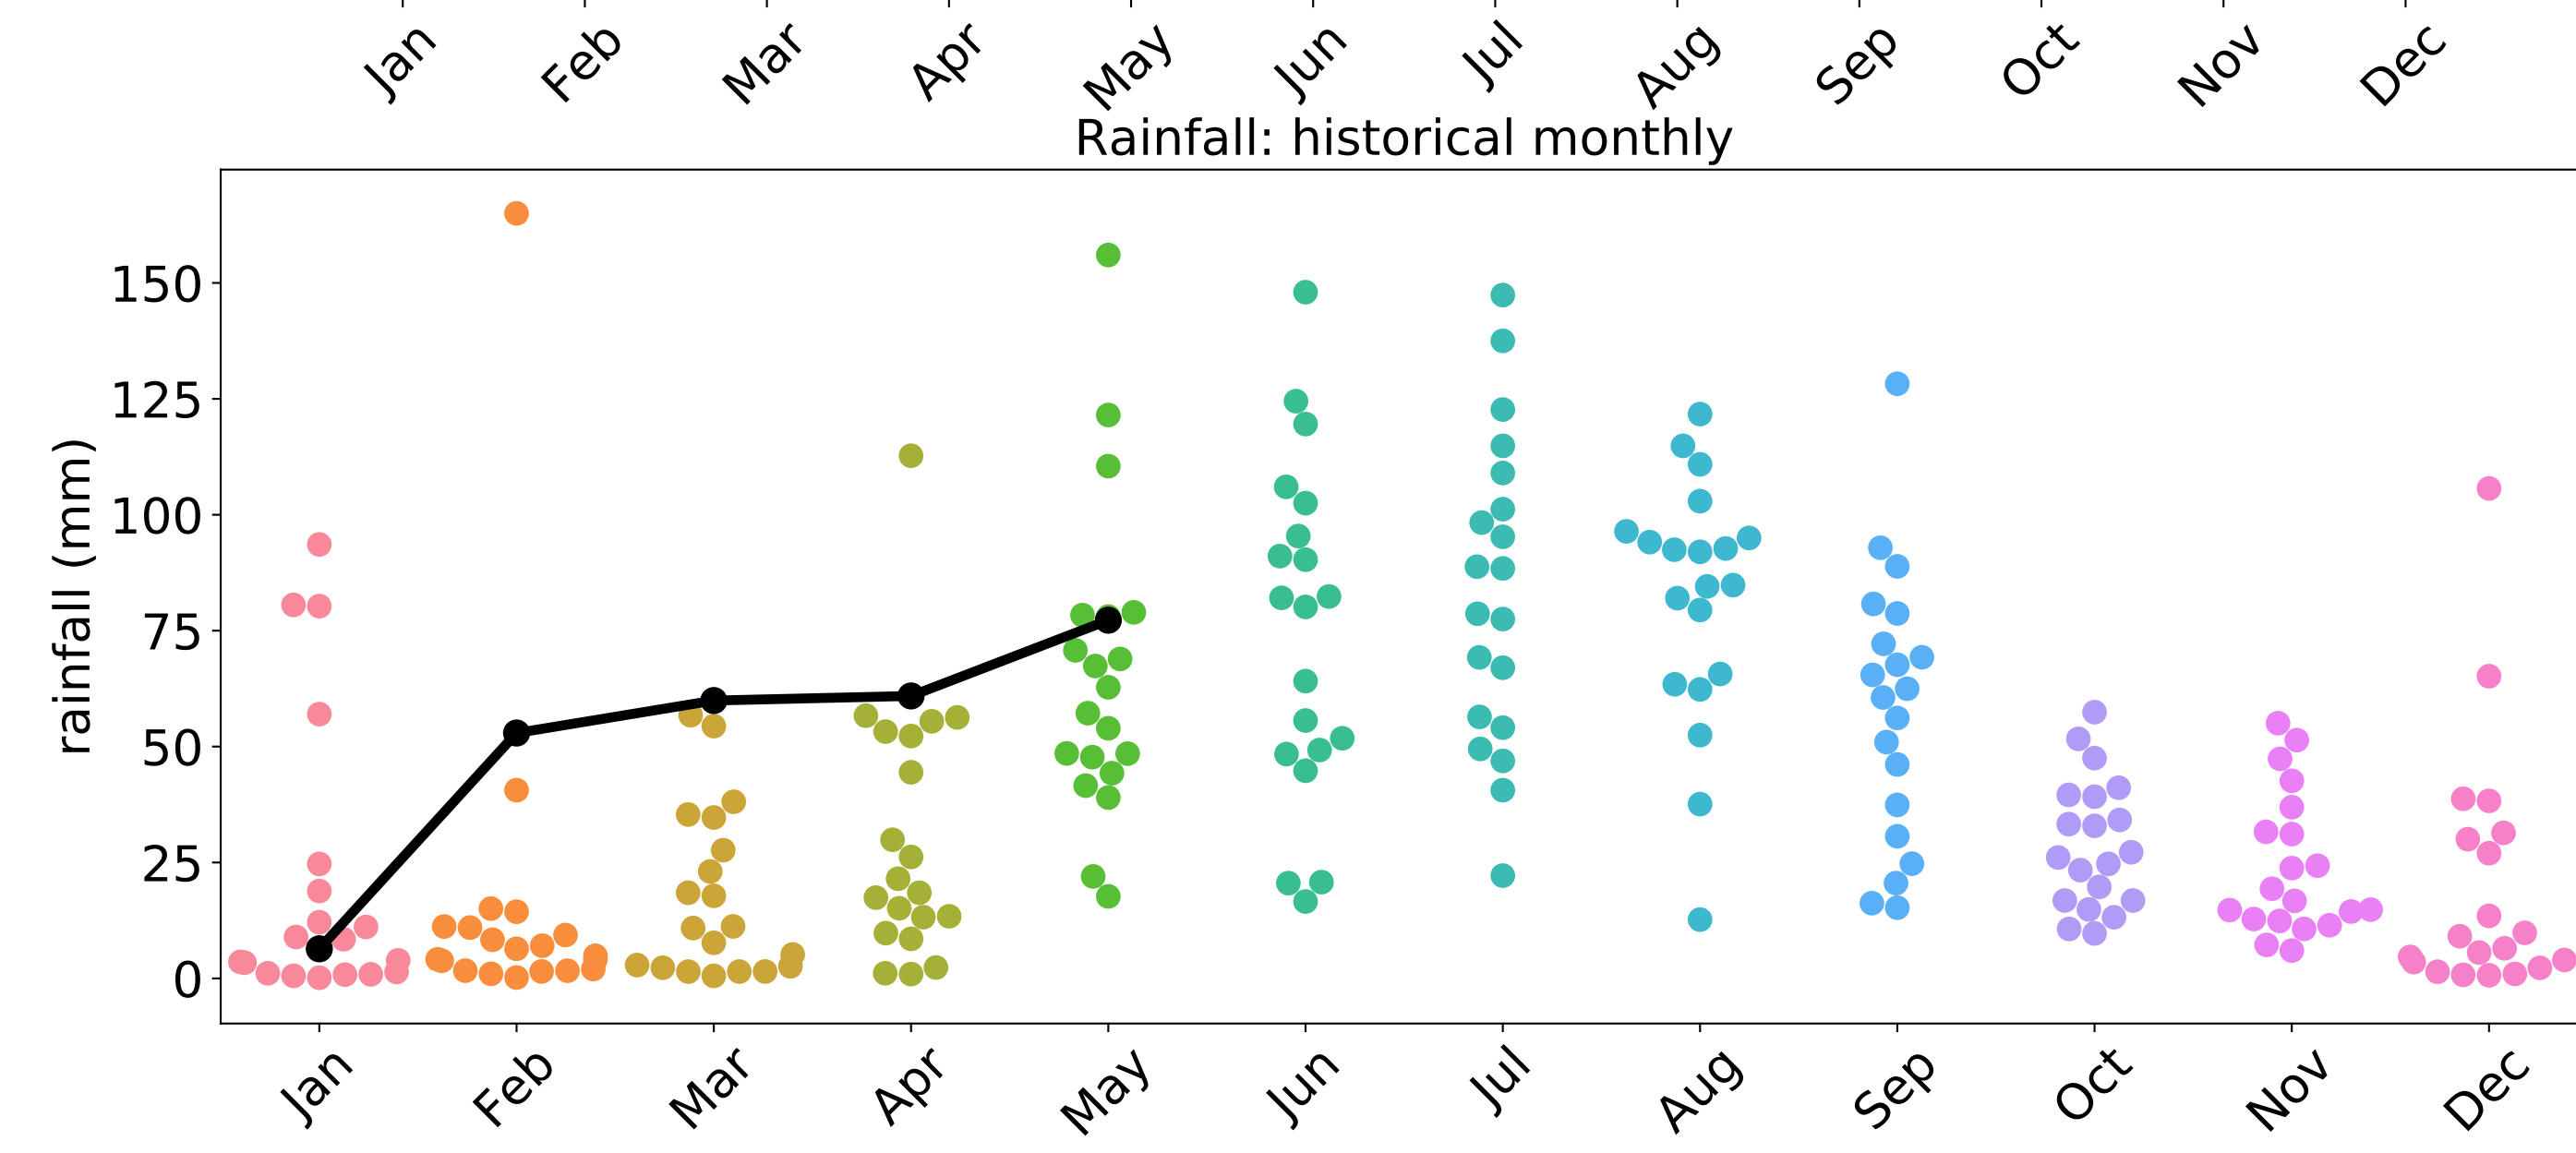 Jan Feb Mar Apr May Jun Jul Aug Sep Oct Nov Dec
Rainfall: historical monthly
rainfall (mm)
150
125
100
75
50
25
0
Jan Feb Mar Apr May Jun Jul Aug Sep Oct Nov Dec